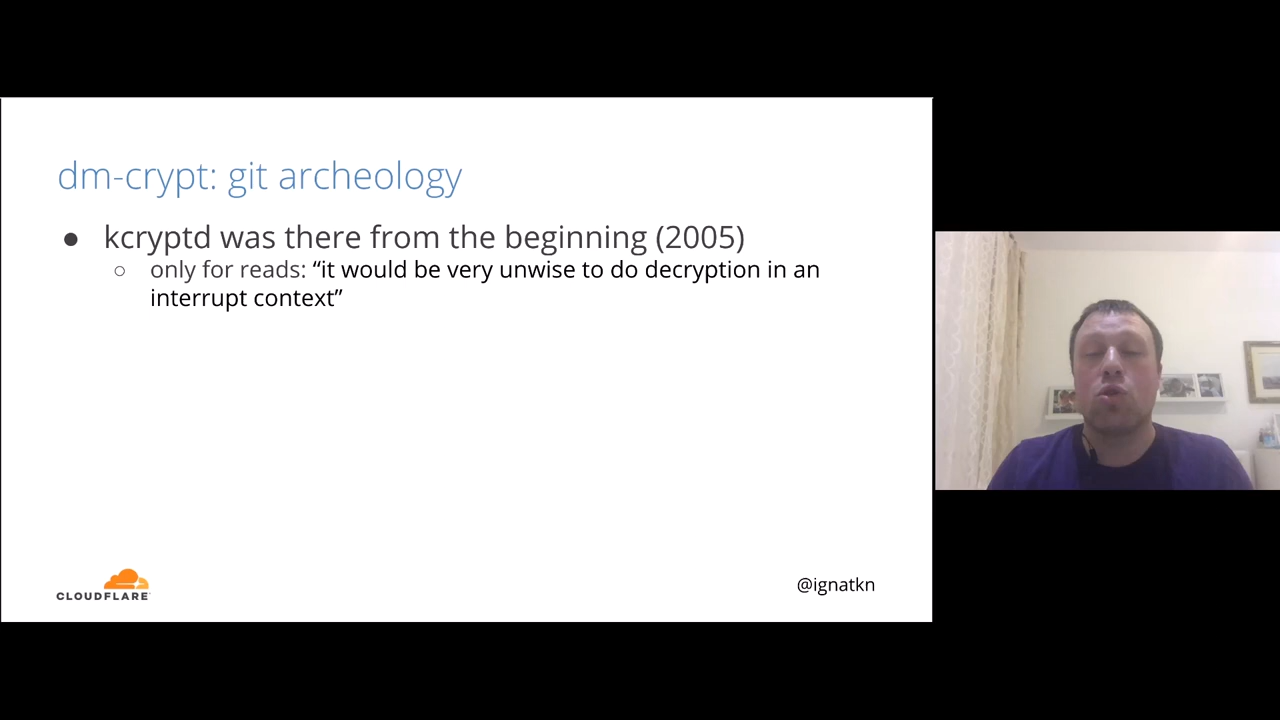 dm-crypt: git archeology
● kcryptd was there from the beginning (2005)
○ only for reads: “it would be very unwise to do decryption in an
interrupt context”
CLOUDFLARE
@ignatkn